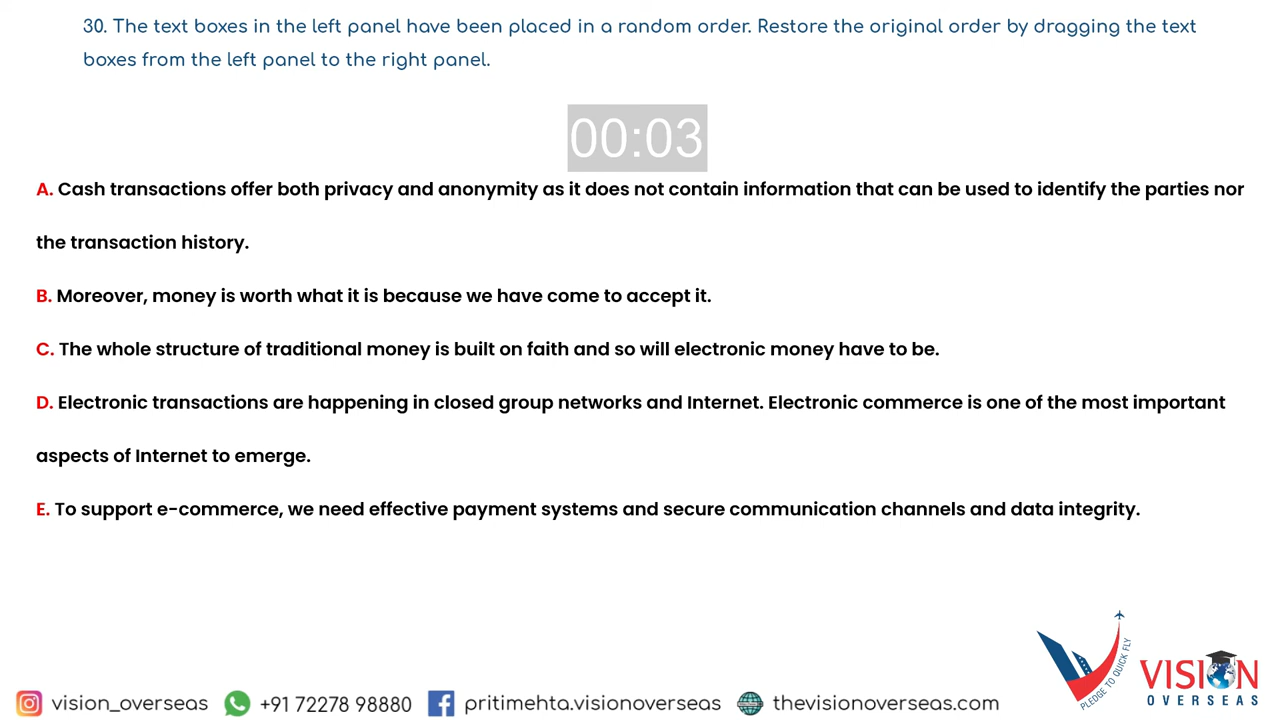 30. The text boxes in the left panel have been placed in a random order. Restore the original order by dragging the text
boxes from the left panel to the right panel.
00:03
A. Cash transactions offer both privacy and anonymity as it does not contain information that can be used to identify the parties nor
the transaction history.
B. Moreover, money is worth what it is because we have come to accept it.
C. The whole structure of traditional money is built on faith and so will electronic money have to be.
D. Electronic transactions are happening in closed group networks and Internet. Electronic commerce is one of the most important
aspects of Internet to emerge.
E. To support e-commerce, we need effective payment systems and secure communication channels and data integrity.
PLEDGE TO QUICK FLY
VISION
OVERSEAS
vision_overseas +91 72278 98880 pritimehta.visionoverseas thevisionoverseas.com